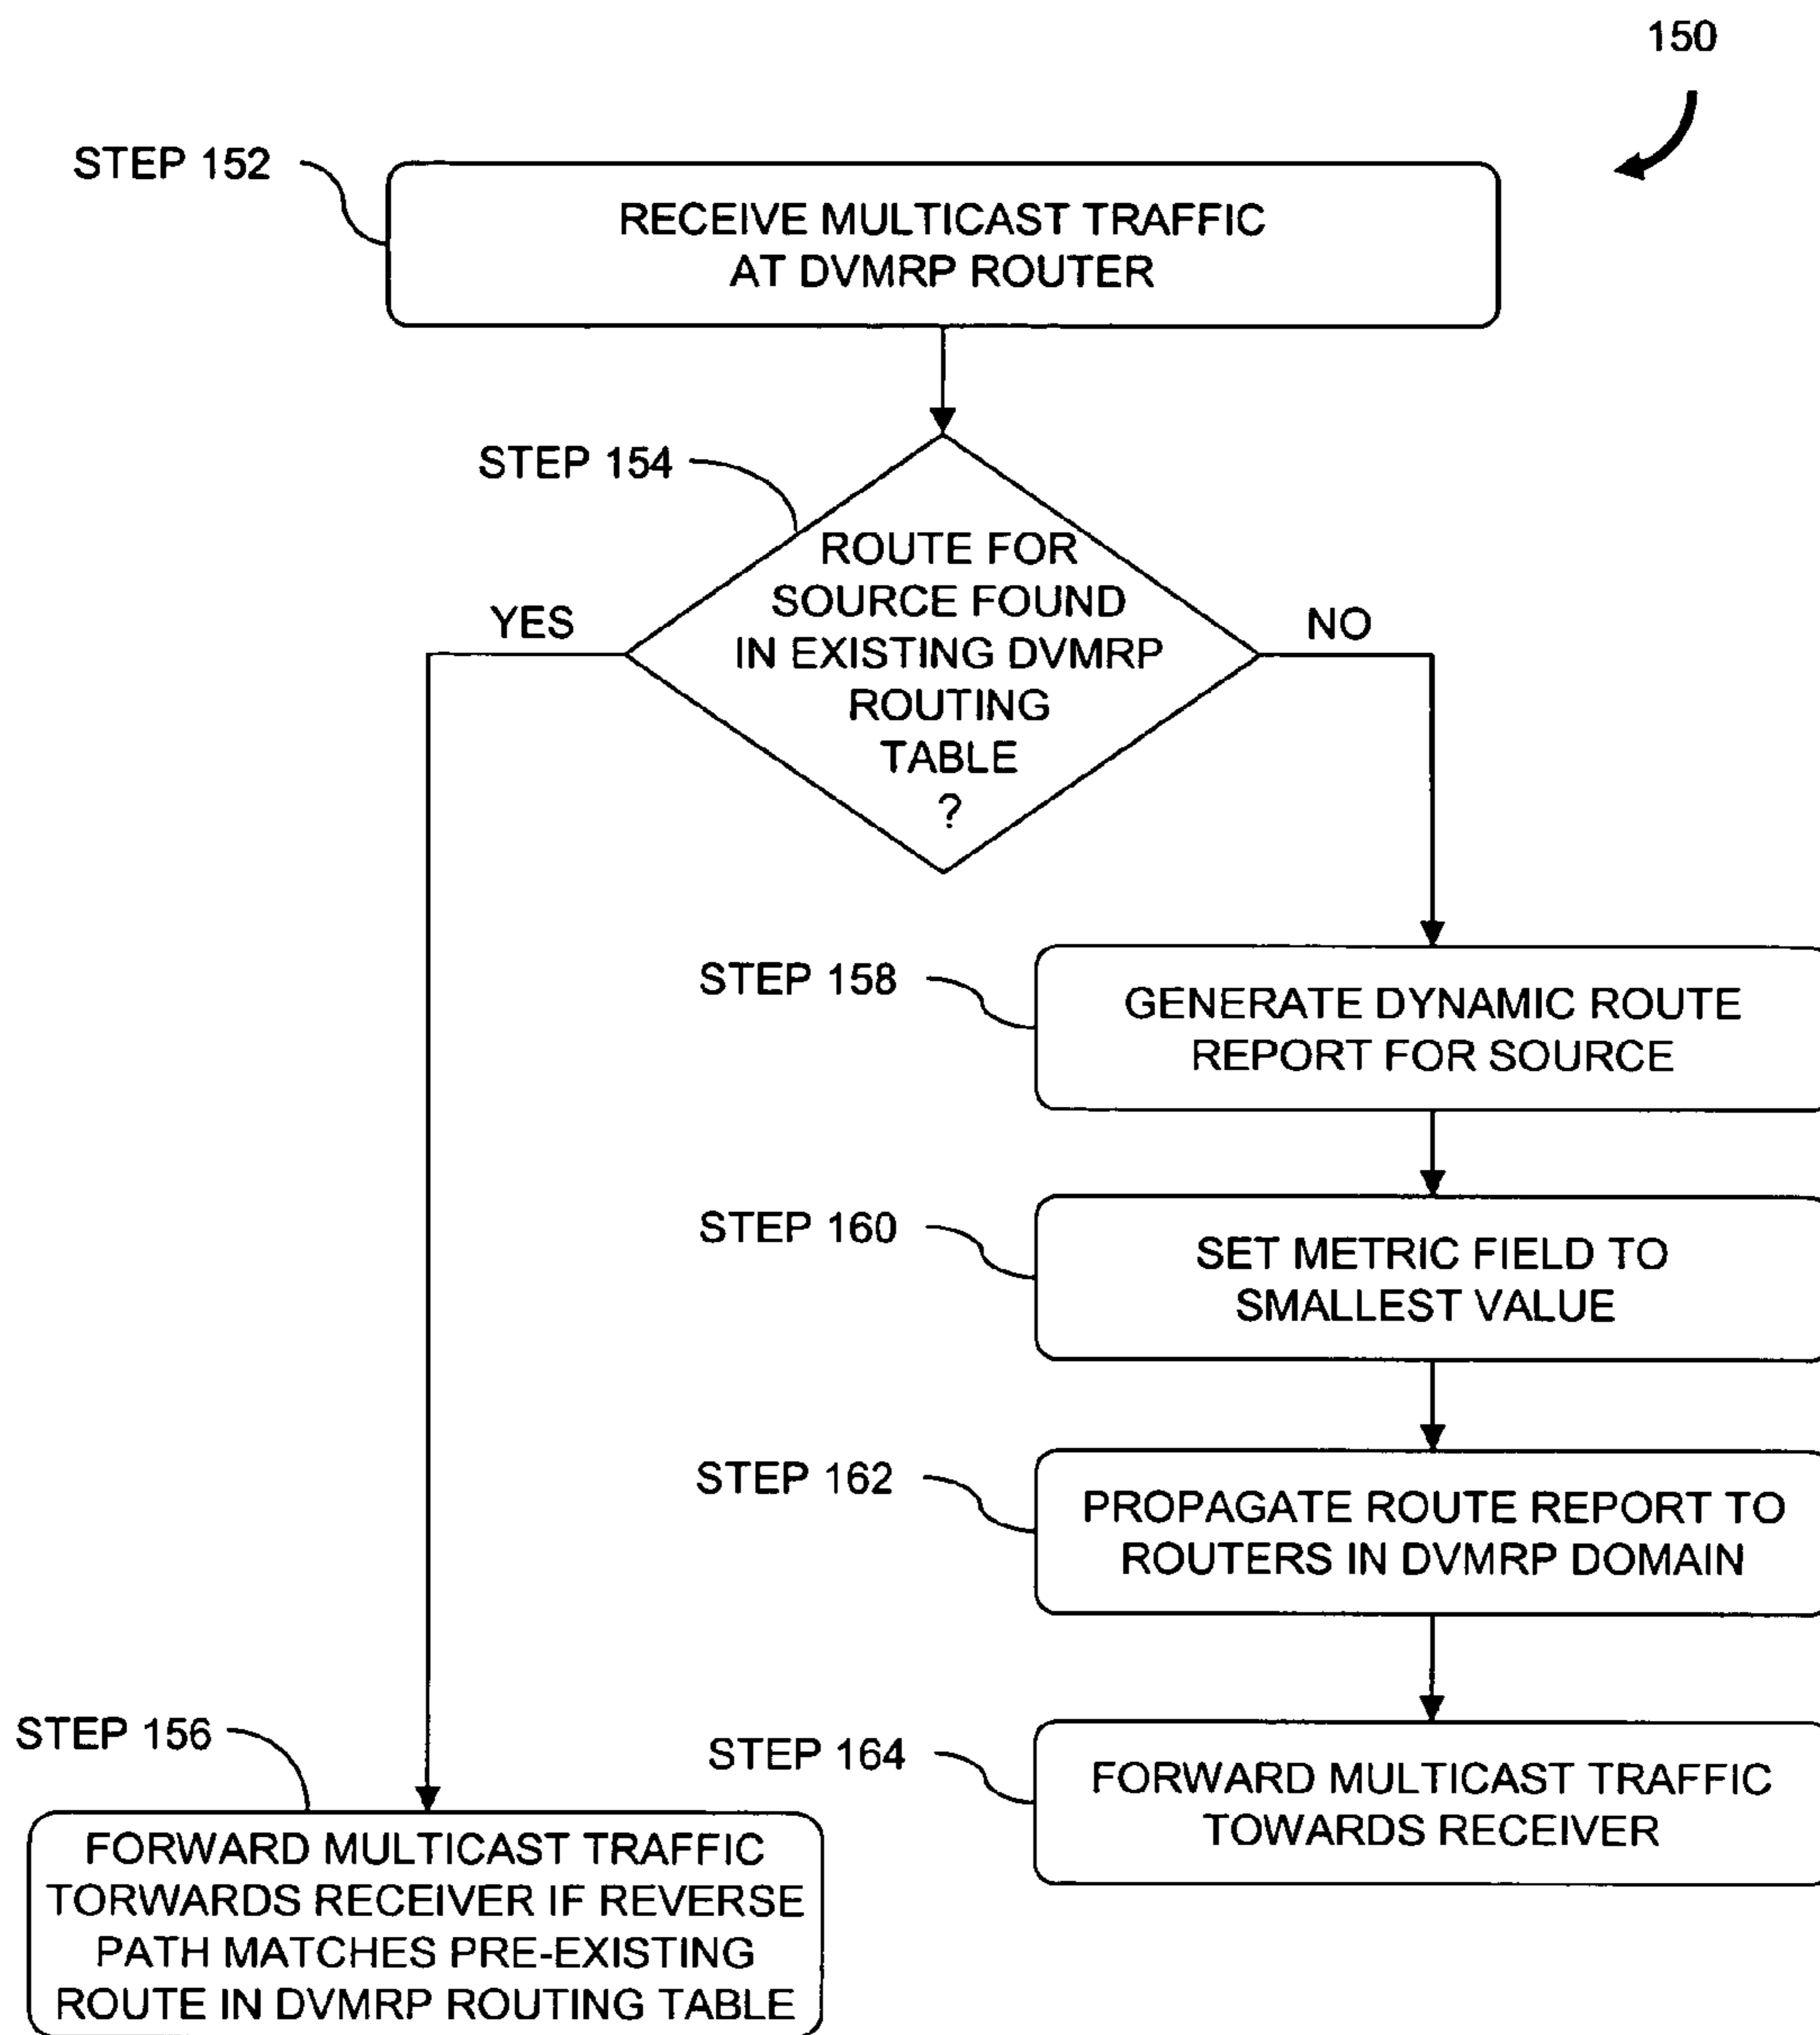 150
STEP 152
RECEIVE MULTICAST TRAFFIC
AT DVMRP ROUTER
STEP 154
ROUTE FOR
SOURCE FOUND
IN EXISTING DVMRP
ROUTING
TABLE
?
YES
NO
STEP 158
GENERATE DYNAMIC ROUTE
REPORT FOR SOURCE
STEP 160
SET METRIC FIELD TO
SMALLEST VALUE
STEP 162
PROPAGATE ROUTE REPORT TO
ROUTERS IN DVMRP DOMAIN
STEP 156
FORWARD MULTICAST TRAFFIC
TORWARDS RECEIVER IF REVERSE
PATH MATCHES PRE-EXISTING
ROUTE IN DVMRP ROUTING TABLE
STEP 164
FORWARD MULTICAST TRAFFIC
TOWARDS RECEIVER